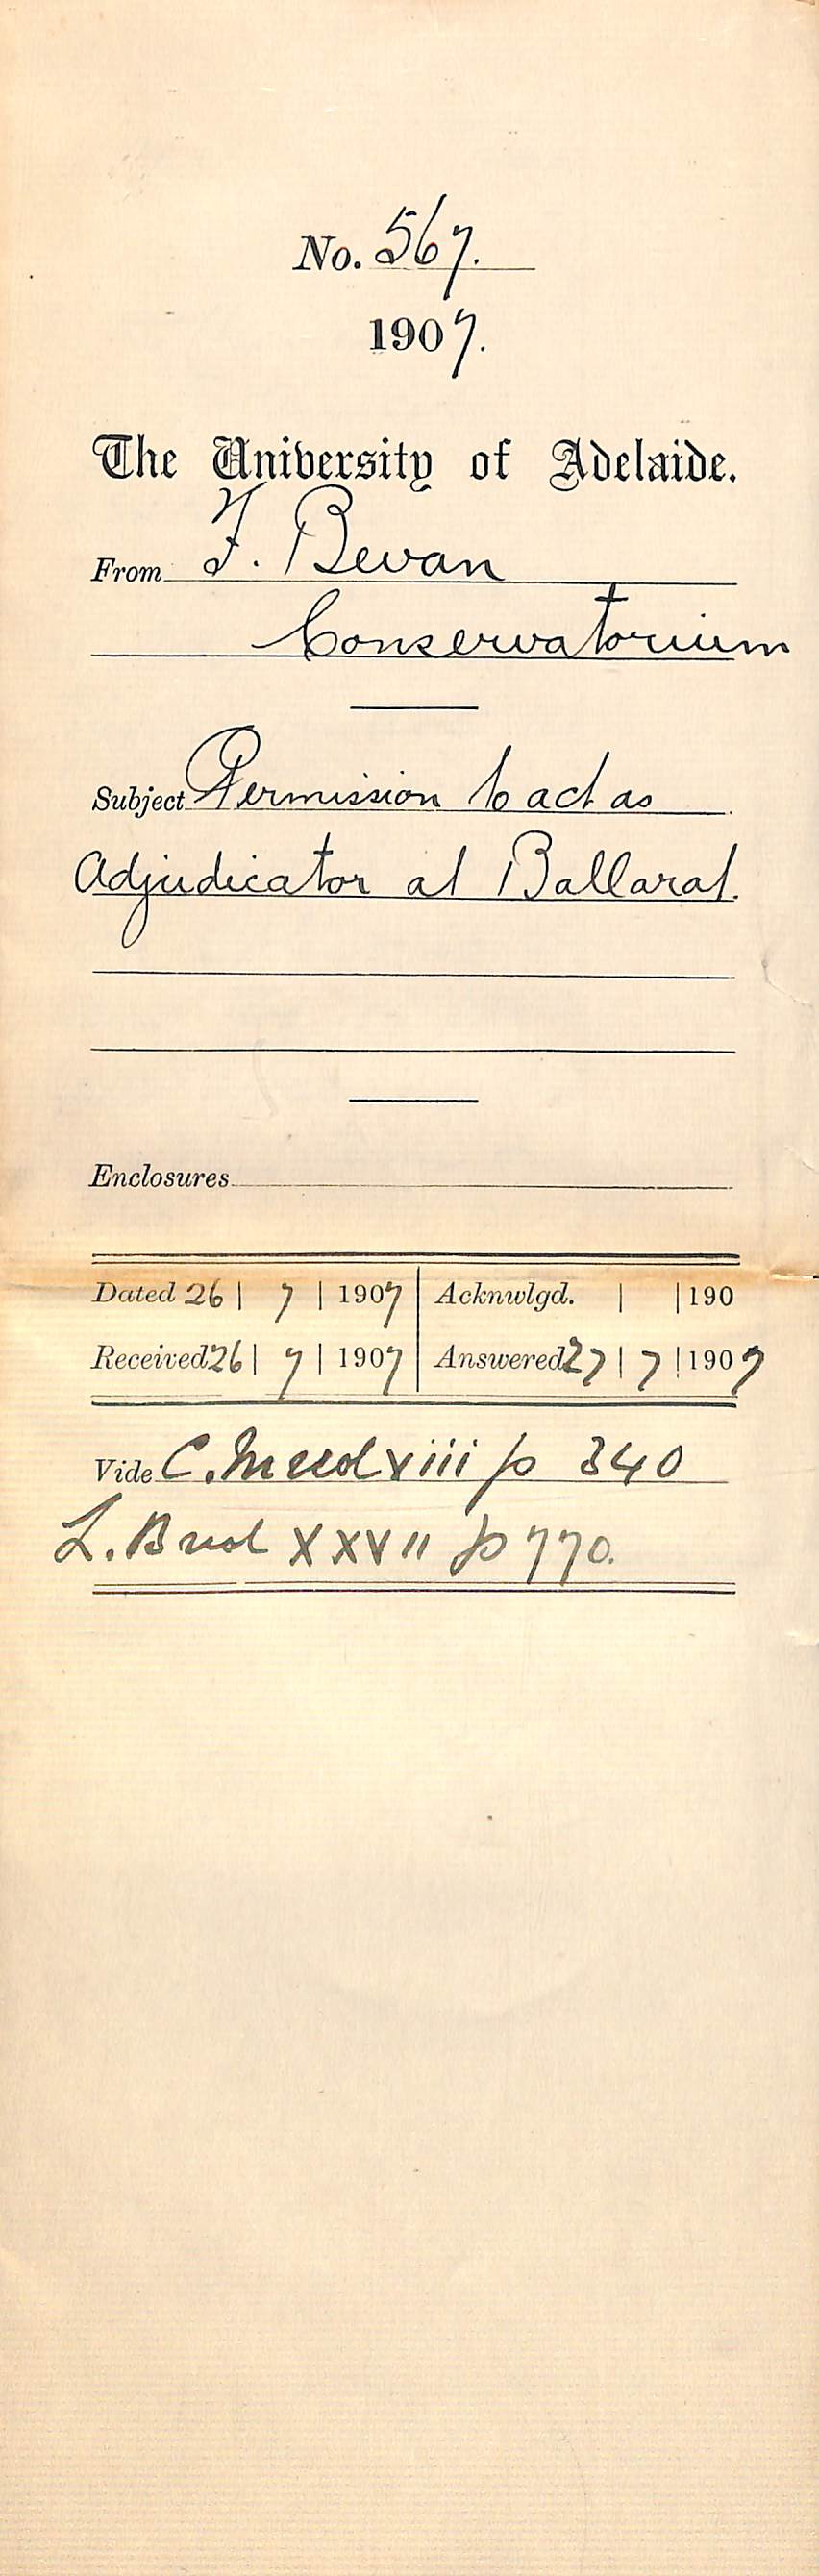 No. 567.
1907.
The University of Adelaide.
From F. Bevan
Conservatorium
Subject Permission to act as
Adjudicator at Ballarat.
Enclosures
Dated 26 | 7 | 1907 | Acknwlgd. | | 190
Received 26 | 7 | 1907 | Answered 27 | 7 | 1907
Vide C. M vol xviii p 340
L. B vol XXVII p 770.